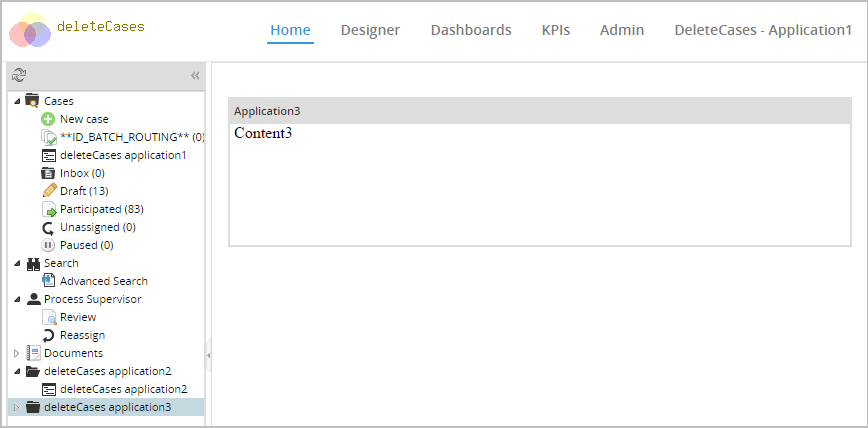 deleteCases
Home Designer Dashboards KPIs Admin DeleteCases - Application1
Cases
New case
**ID_BATCH_ROUTING** (0)
deleteCases application1
Inbox (0)
Draft (13)
Participated (83)
Unassigned (0)
Paused (0)
Search
Advanced Search
Process Supervisor
Review
Reassign
Documents
deleteCases application2
deleteCases application2
deleteCases application3
Application3
Content3